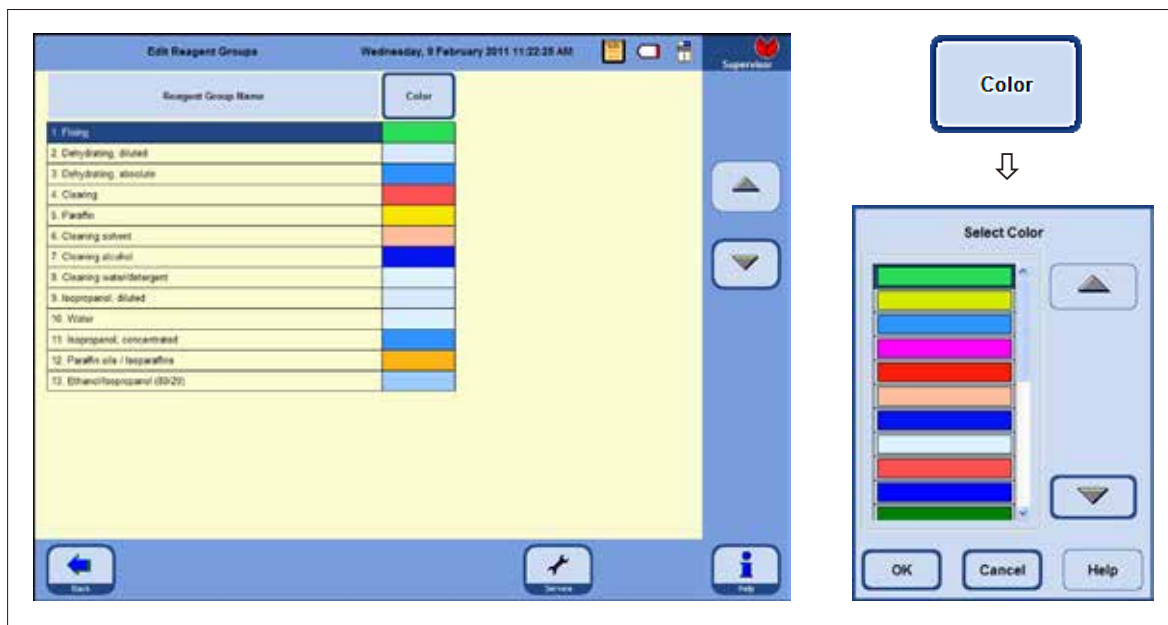 Edit Reagent Groups
Wednesday, 9 February 2011 11:22:25 AM
Supervisor
Reagent Group Name
Color
1. Fixing
2. Dehydrating, diluted
3. Dehydrating, absolute
4. Clearing
5. Paraffin
6. Cleaning solvent
7. Cleaning alcohol
8. Cleaning water/detergent
9. Isopropanol, diluted
10. Water
11. Isopropanol, concentrated
12. Paraffin oils / Isoparaffins
13. Ethanol/Isopropanol (80/20)
Back
Service
Help
Color
Select Color
OK
Cancel
Help